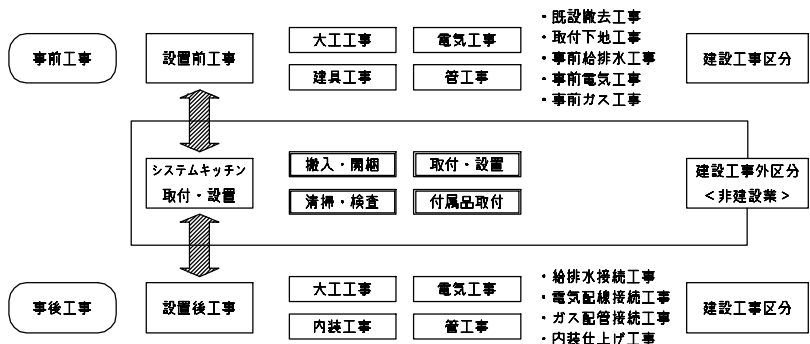 事前工事
設置前工事
大工工事
電気工事
建具工事
管工事
・既設撤去工事
・取付下地工事
・事前給排水工事
・事前電気工事
・事前ガス工事
建設工事区分
システムキッチン
取付・設置
搬入・開梱
取付・設置
清掃・検査
付属品取付
建設工事外区分
＜非建設業＞
事後工事
設置後工事
大工工事
電気工事
内装工事
管工事
・給排水接続工事
・電気配線接続工事
・ガス配管接続工事
・内装仕上げ工事
建設工事区分